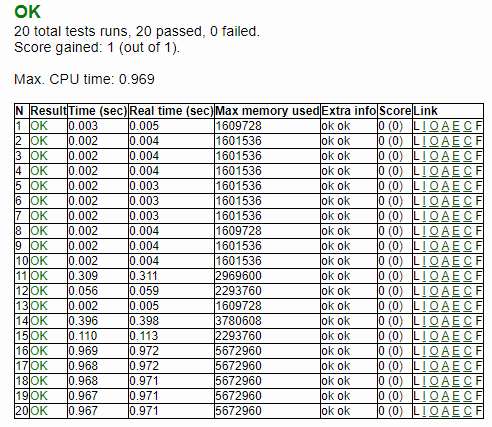 OK
20 total tests runs, 20 passed, 0 failed.
Score gained: 1 (out of 1).
Max. CPU time: 0.969
N Result Time (sec) Real time (sec) Max memory used Extra info Score Link
1 OK 0.003 0.005 1609728 ok ok 0 (0) L I O A E C F
2 OK 0.002 0.004 1601536 ok ok 0 (0) L I O A E C F
3 OK 0.002 0.004 1601536 ok ok 0 (0) L I O A E C F
4 OK 0.002 0.004 1601536 ok ok 0 (0) L I O A E C F
5 OK 0.002 0.003 1601536 ok ok 0 (0) L I O A E C F
6 OK 0.002 0.003 1601536 ok ok 0 (0) L I O A E C F
7 OK 0.002 0.003 1601536 ok ok 0 (0) L I O A E C F
8 OK 0.002 0.004 1609728 ok ok 0 (0) L I O A E C F
9 OK 0.002 0.004 1601536 ok ok 0 (0) L I O A E C F
10 OK 0.002 0.004 1601536 ok ok 0 (0) L I O A E C F
11 OK 0.309 0.311 2969600 ok ok 0 (0) L I O A E C F
12 OK 0.056 0.059 2293760 ok ok 0 (0) L I O A E C F
13 OK 0.002 0.005 1609728 ok ok 0 (0) L I O A E C F
14 OK 0.396 0.398 3780608 ok ok 0 (0) L I O A E C F
15 OK 0.110 0.113 2293760 ok ok 0 (0) L I O A E C F
16 OK 0.969 0.972 5672960 ok ok 0 (0) L I O A E C F
17 OK 0.968 0.972 5672960 ok ok 0 (0) L I O A E C F
18 OK 0.968 0.971 5672960 ok ok 0 (0) L I O A E C F
19 OK 0.967 0.971 5672960 ok ok 0 (0) L I O A E C F
20 OK 0.967 0.971 5672960 ok ok 0 (0) L I O A E C F